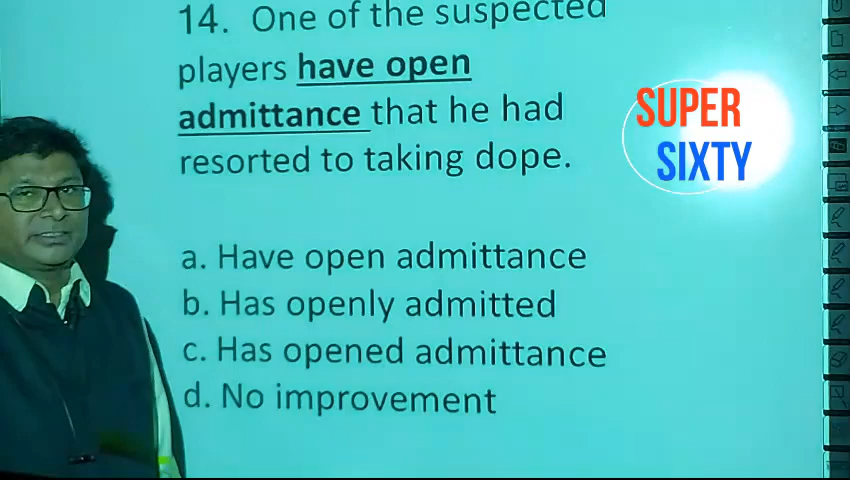 14. One of the suspected
players have open
admittance that he had
resorted to taking dope.
SUPER
SIXTY
a. Have open admittance
b. Has openly admitted
c. Has opened admittance
d. No improvement